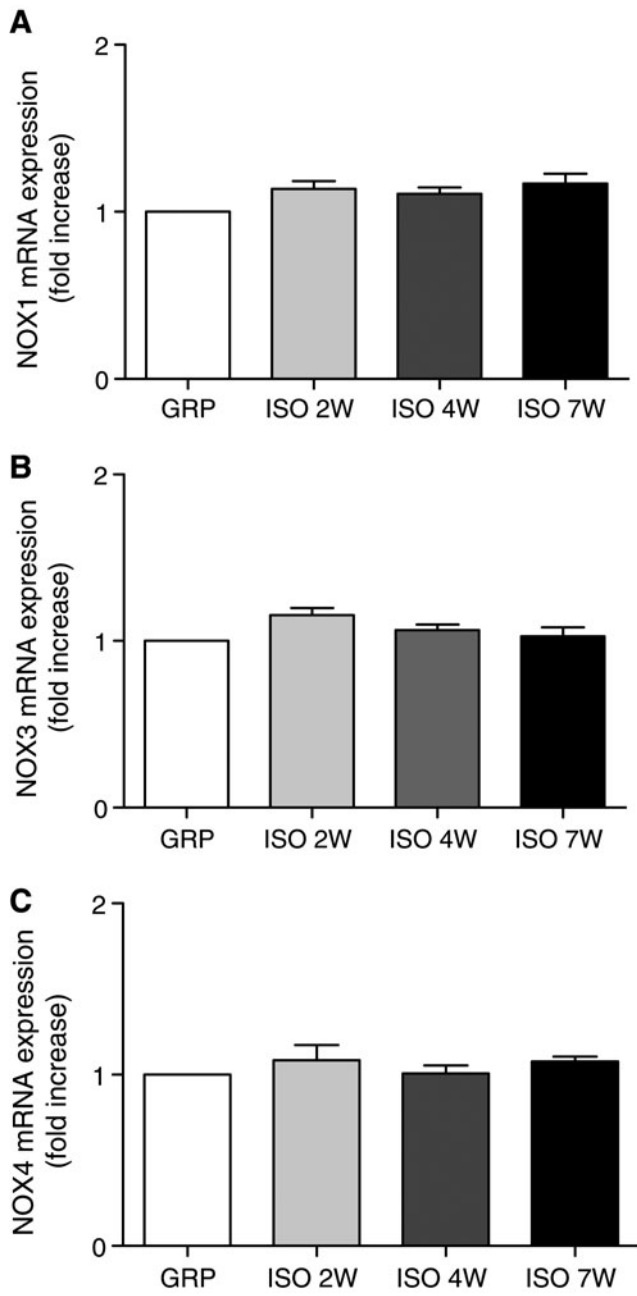 A
NOX1 mRNA expression
(fold increase)
2
1
0
GRP ISO 2W ISO 4W ISO 7W
B
NOX3 mRNA expression
(fold increase)
2
1
0
GRP ISO 2W ISO 4W ISO 7W
C
NOX4 mRNA expression
(fold increase)
2
1
0
GRP ISO 2W ISO 4W ISO 7W